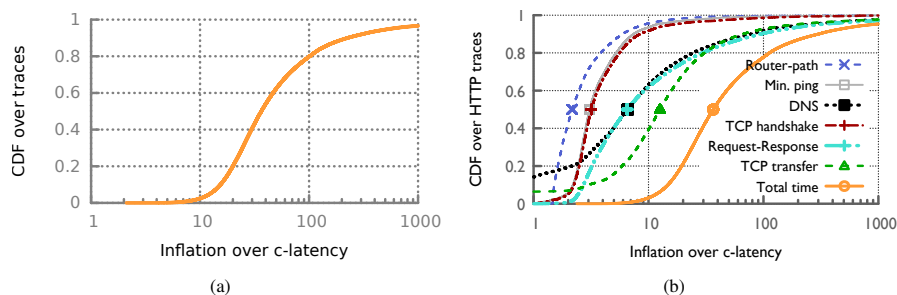 CDF over traces
1
0.8
0.6
0.4
0.2
0
1 10 100 1000
Inflation over c-latency
(a)
CDF over HTTP traces
1
0.8
0.6
0.4
0.2
0
Router-path
Min. ping
DNS
TCP handshake
Request-Response
TCP transfer
Total time
1 10 100 1000
Inflation over c-latency
(b)